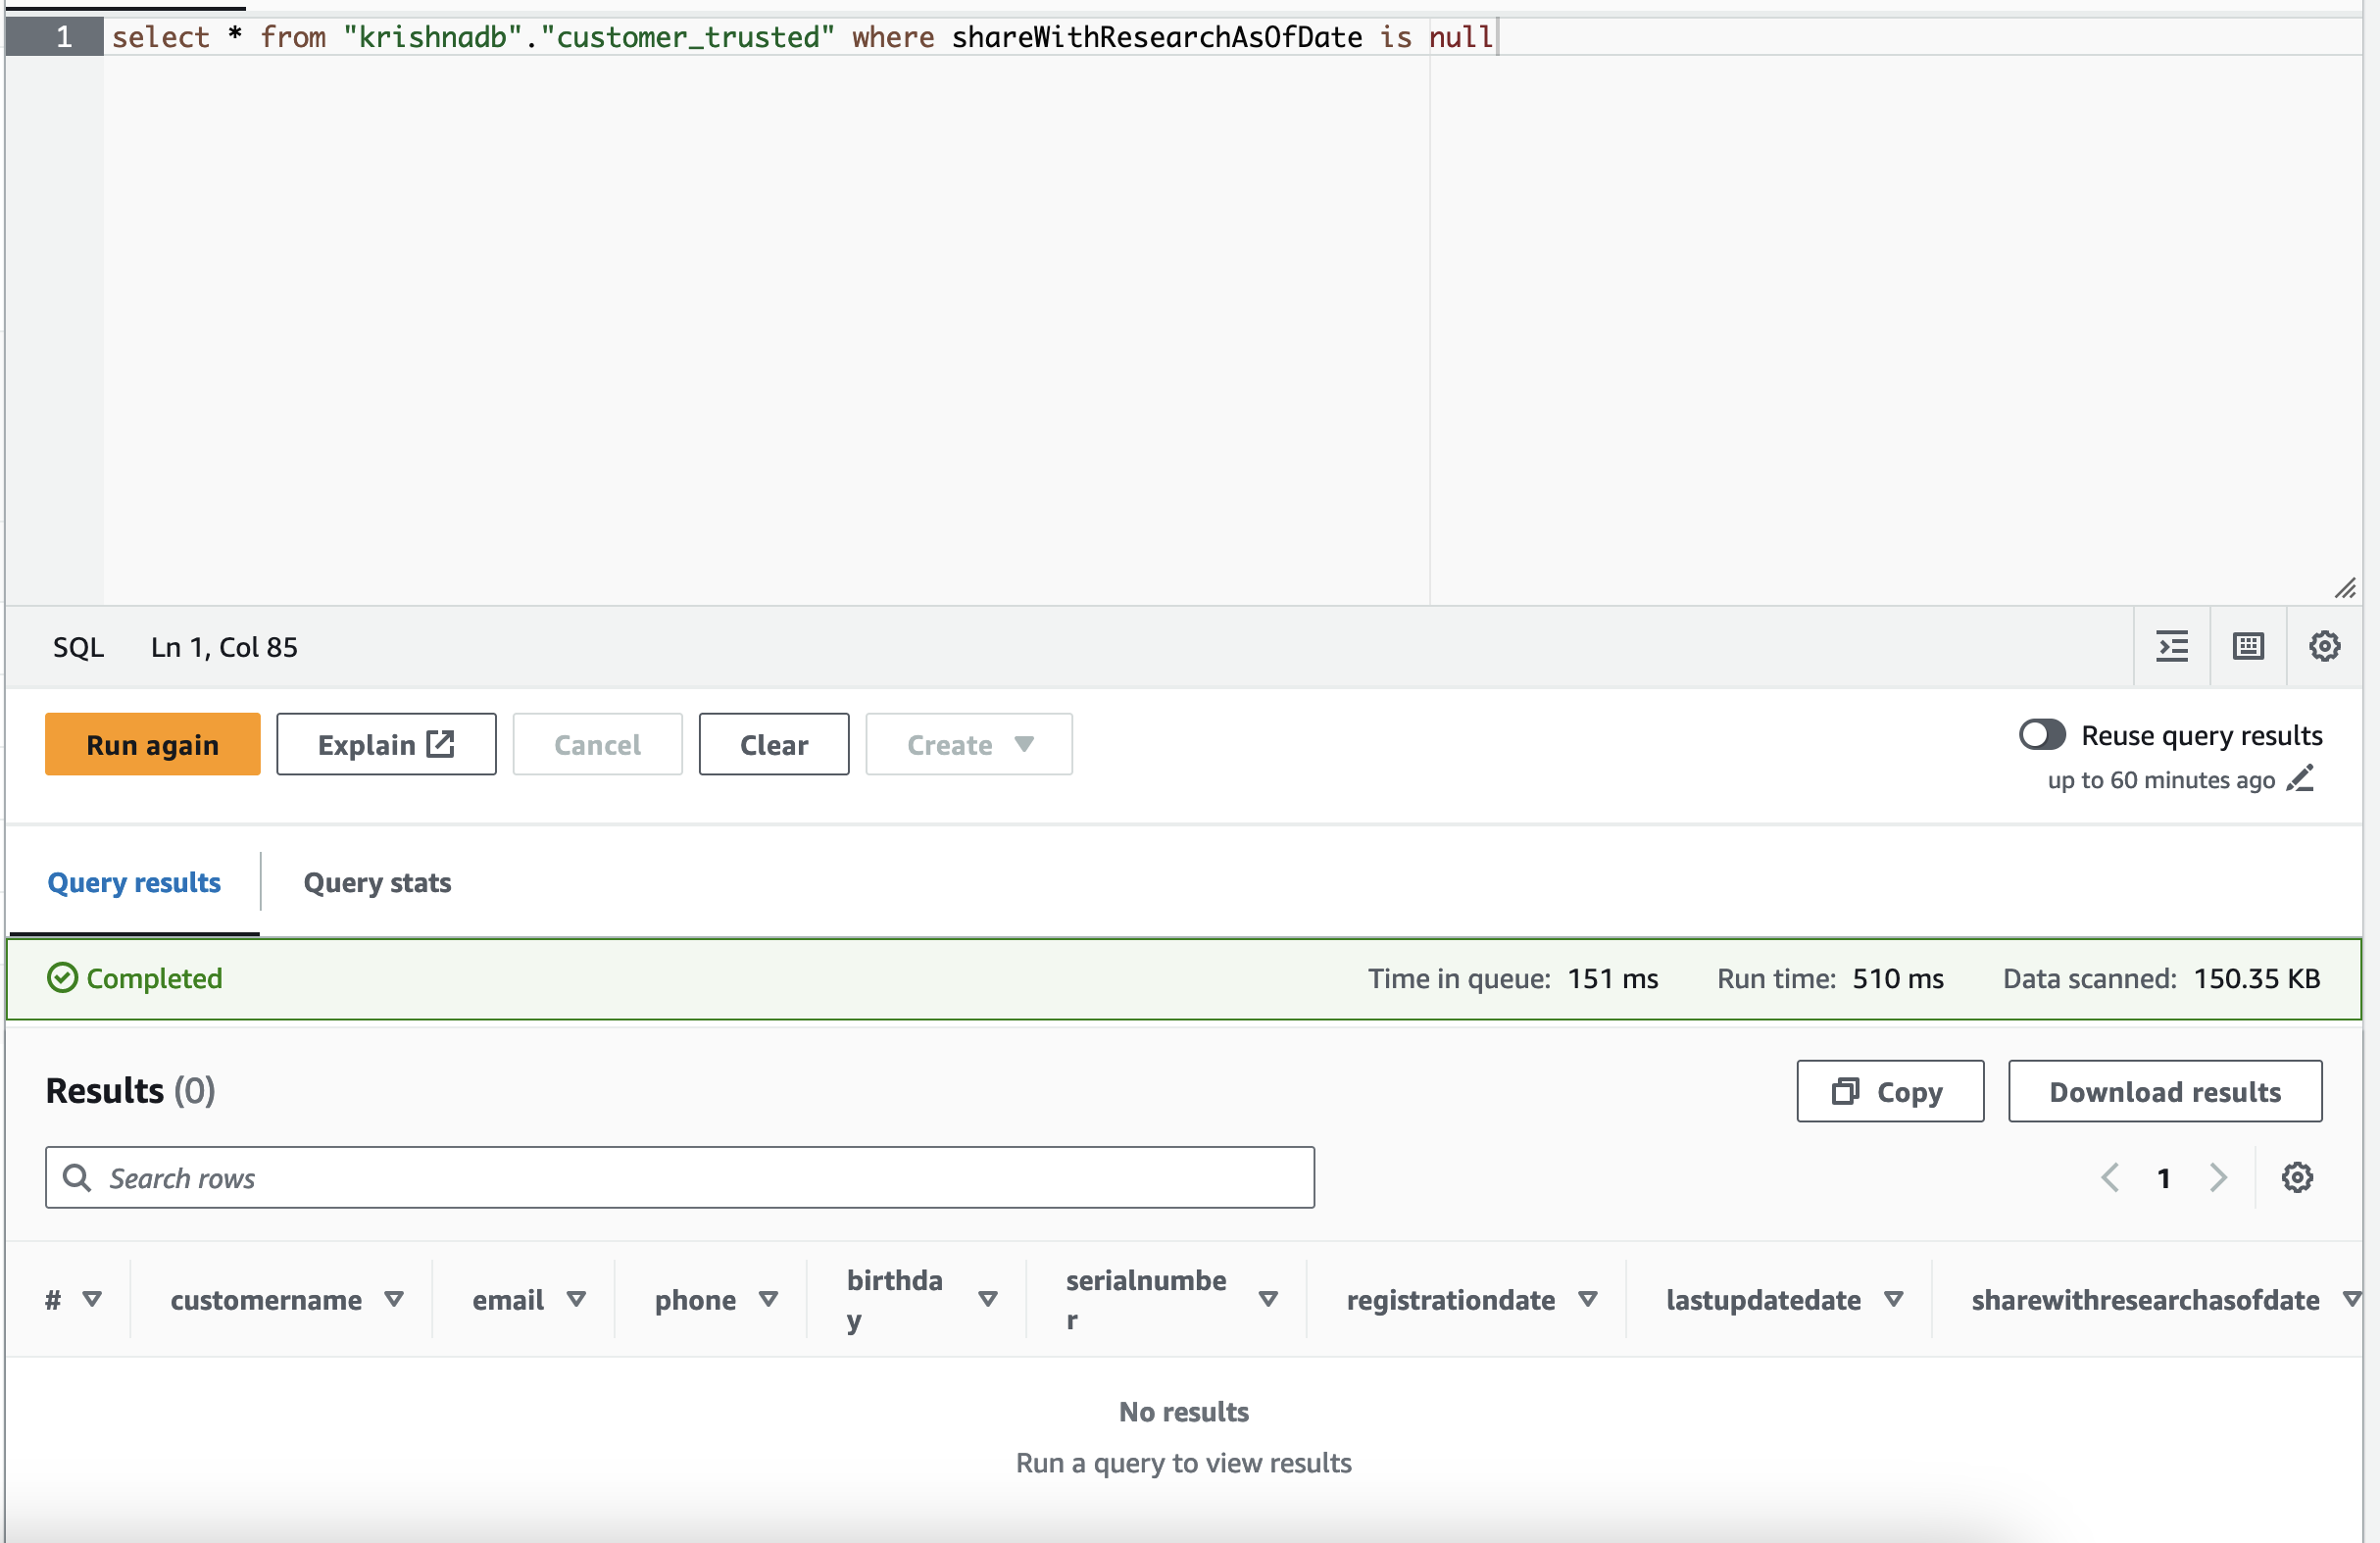 1 select * from "krishnadb"."customer_trusted" where shareWithResearchAsOfDate is null
SQL Ln 1, Col 85
Run again Explain Cancel Clear Create Reuse query results
up to 60 minutes ago
Query results Query stats
Completed Time in queue: 151 ms Run time: 510 ms Data scanned: 150.35 KB
Results (0) Copy Download results
Search rows 1
# customername email phone birthda
y serialnumbe
r registrationdate lastupdatedate sharewithresearchasofdate
No results
Run a query to view results